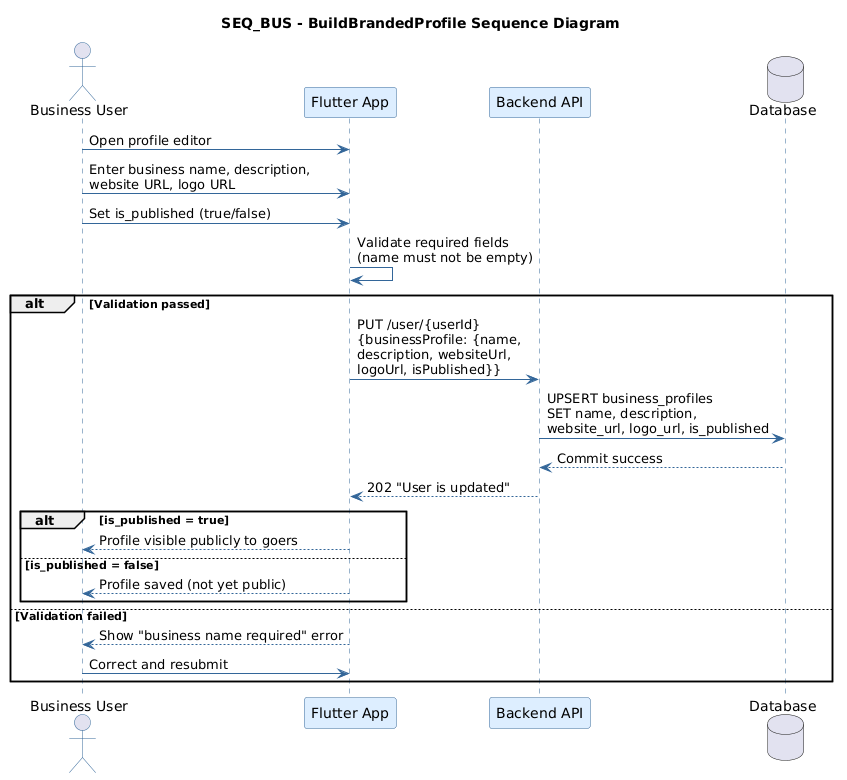 SEQ_BUS - BuildBrandedProfile Sequence Diagram
Business User
Flutter App
Backend API
Database
Open profile editor
Enter business name, description,
website URL, logo URL
Set is_published (true/false)
Validate required fields
(name must not be empty)
alt
[Validation passed]
PUT /user/{userId}
{businessProfile: {name,
description, websiteUrl,
logoUrl, isPublished}}
UPSERT business_profiles
SET name, description,
website_url, logo_url, is_published
Commit success
202 "User is updated"
alt
[is_published = true]
Profile visible publicly to goers
[is_published = false]
Profile saved (not yet public)
[Validation failed]
Show "business name required" error
Correct and resubmit
Business User
Flutter App
Backend API
Database